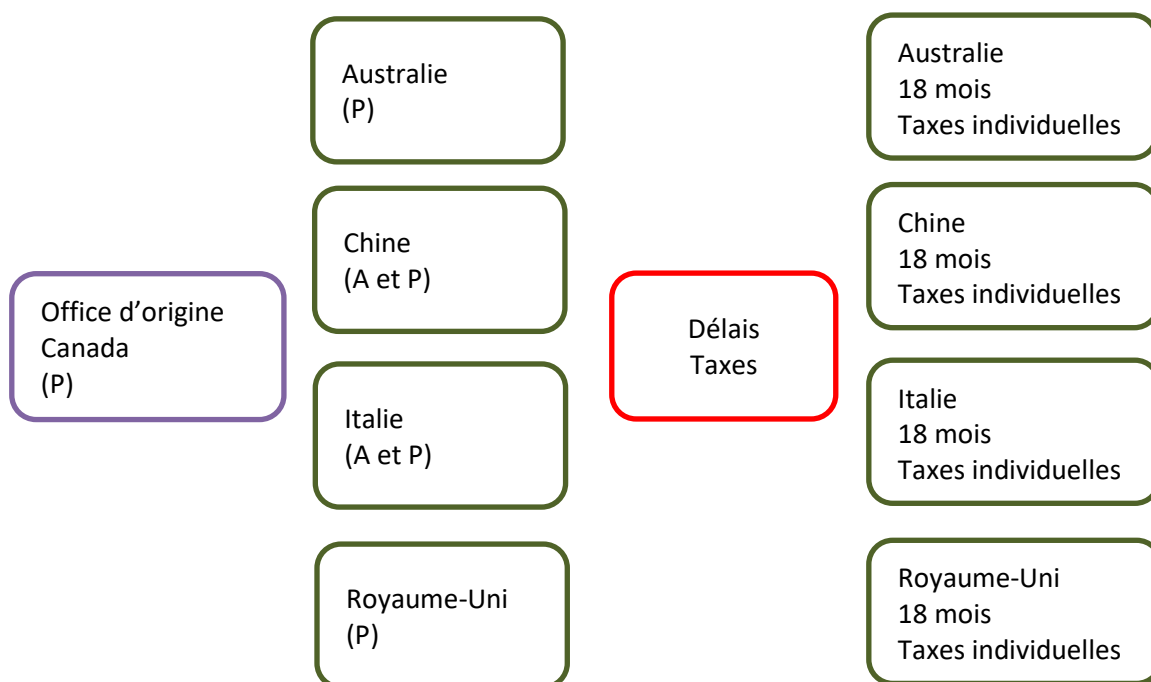 Office d’origine
Canada
(P)
Australie
(P)
Chine
(A et P)
Italie
(A et P)
Royaume-Uni
(P)
Délais
Taxes
Australie
18 mois
Taxes individuelles
Chine
18 mois
Taxes individuelles
Italie
18 mois
Taxes individuelles
Royaume-Uni
18 mois
Taxes individuelles